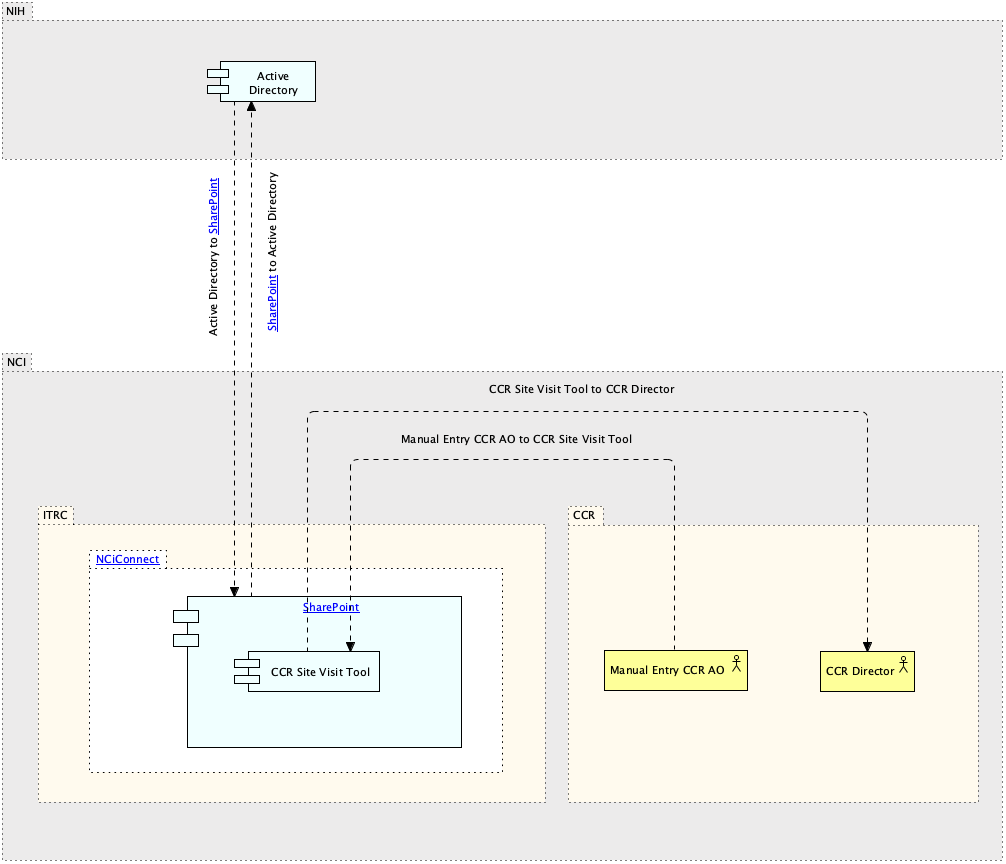 NIH
Active
Directory
Active Directory to SharePoint
SharePoint to Active Directory
NCI
CCR Site Visit Tool to CCR Director
Manual Entry CCR AO to CCR Site Visit Tool
ITRC
CCR
NCiConnect
SharePoint
CCR Site Visit Tool
Manual Entry CCR AO
CCR Director